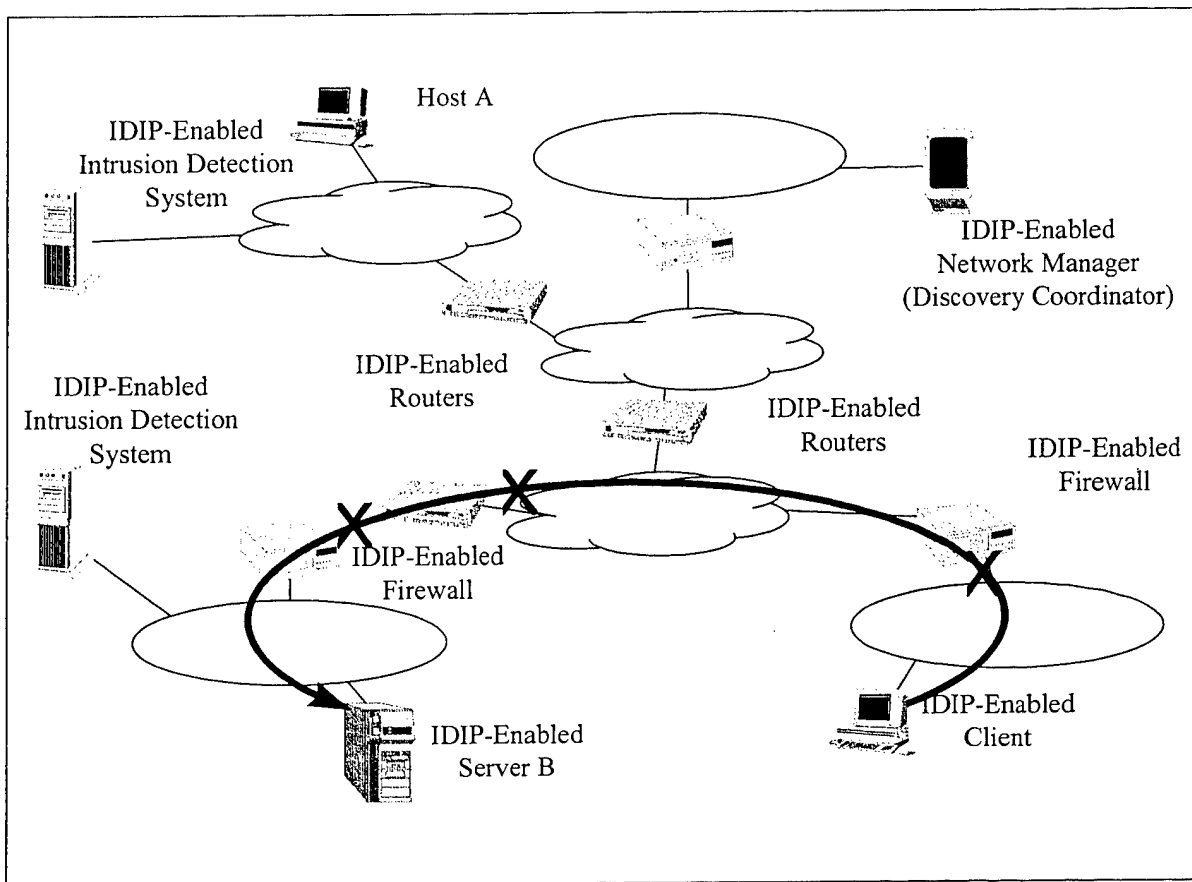 Host A
IDIP-Enabled
Intrusion Detection
System
IDIP-Enabled
Network Manager
(Discovery Coordinator)
IDIP-Enabled
Routers
IDIP-Enabled
Intrusion Detection
System
IDIP-Enabled
Routers
IDIP-Enabled
Firewall
IDIP-Enabled
Firewall
IDIP-Enabled
Server B
IDIP-Enabled
Client